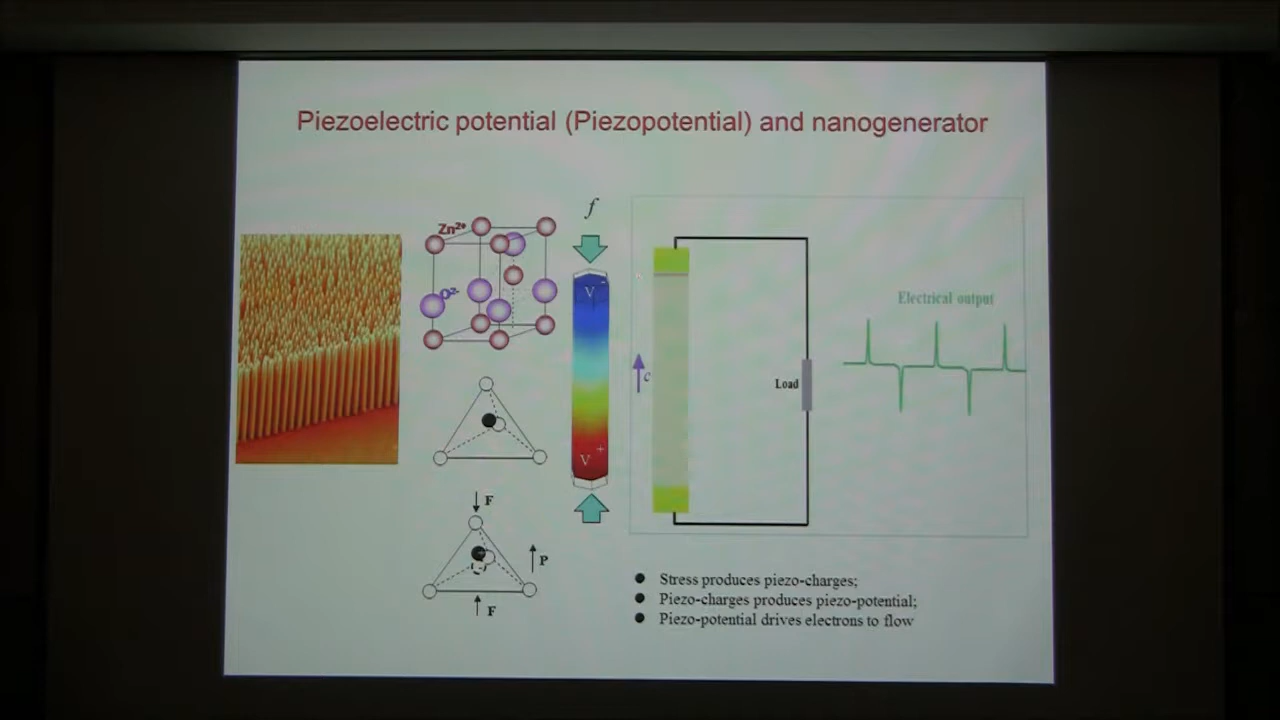 Piezoelectric potential (Piezopotential) and nanogenerator
f
Zn²⁺
O²⁻
V⁻
c
Load
Electrical output
V⁺
F
P
F
● Stress produces piezo-charges;
● Piezo-charges produces piezo-potential;
● Piezo-potential drives electrons to flow